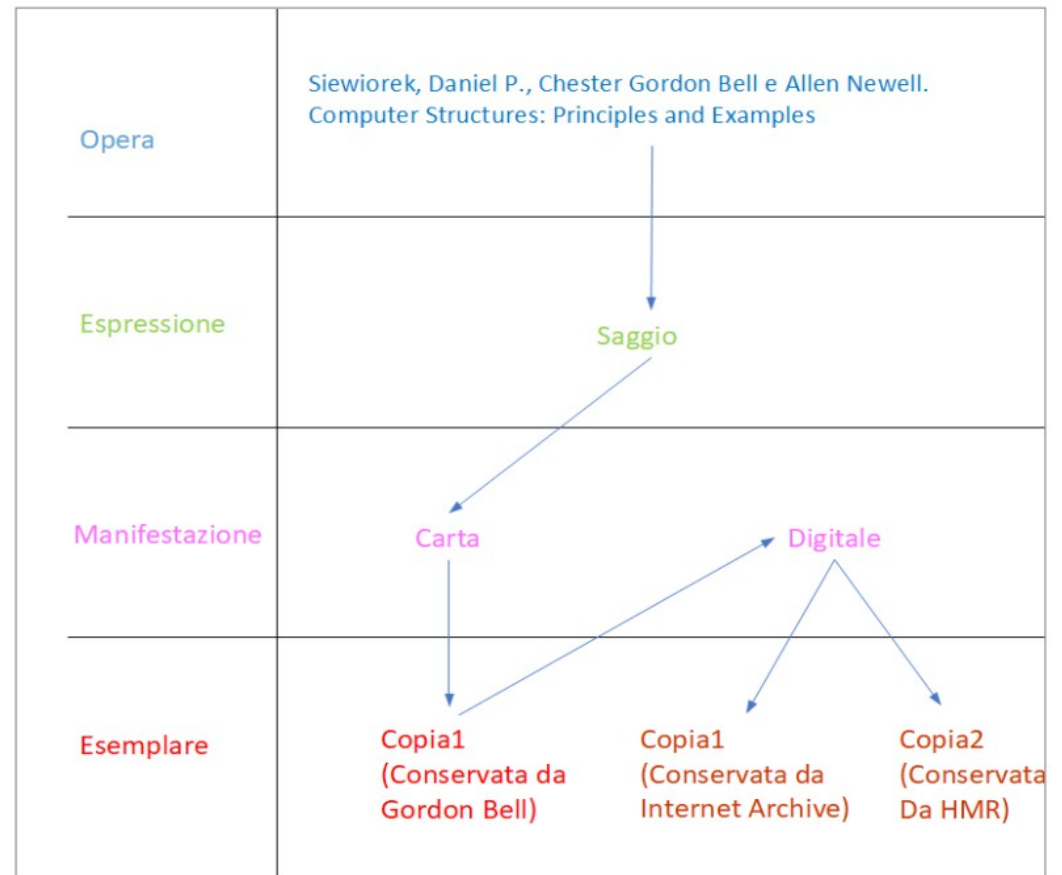 Opera
Siewiorek, Daniel P., Chester Gordon Bell e Allen Newell.
Computer Structures: Principles and Examples
Espressione
Saggio
Manifestazione
Carta
Digitale
Esemplare
Copia1
(Conservata da
Gordon Bell)
Copia1
(Conservata da
Internet Archive)
Copia2
(Conservata
Da HMR)